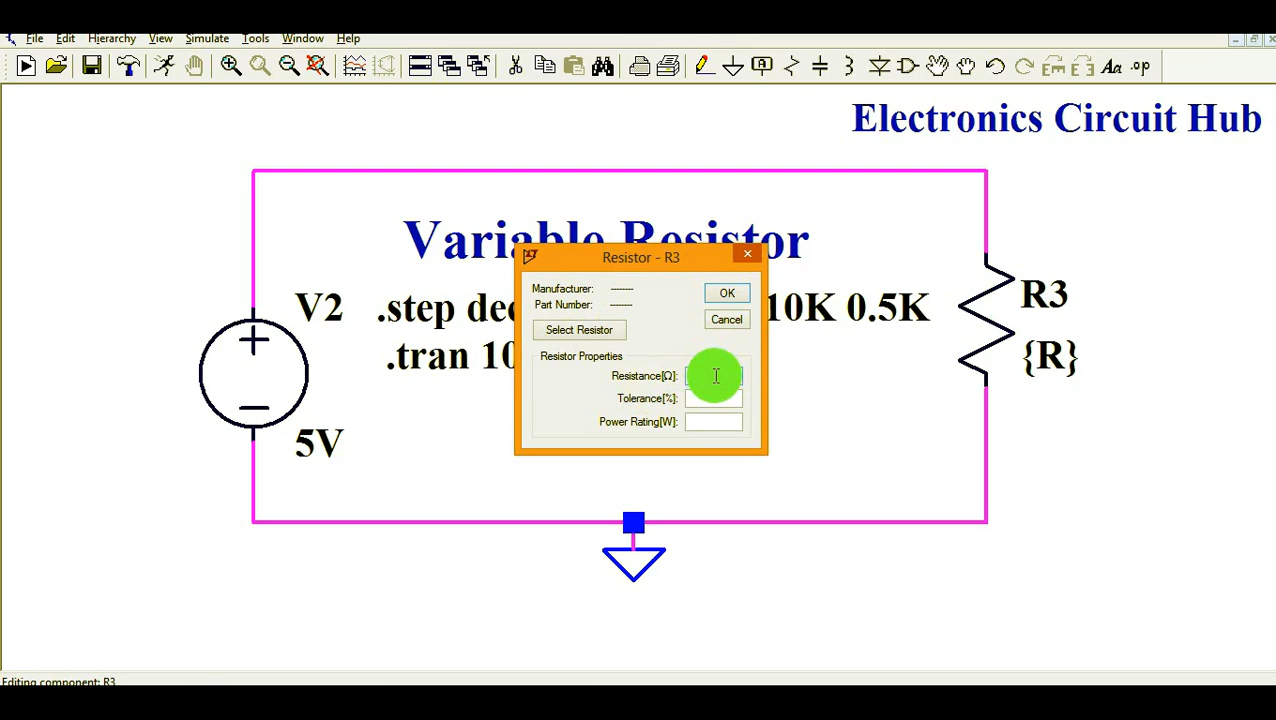 File Edit Hierarchy View Simulate Tools Window Help
Aa .op
Electronics Circuit Hub
Variable Resistor
Resistor - R3
Manufacturer: --------
OK
Part Number: --------
Cancel
Select Resistor
Resistor Properties
Resistance[Ω]:
Tolerance[%]:
Power Rating[W]:
V2
.step dec
10K 0.5K
.tran 10
R3
{R}
5V
Editing component: R3